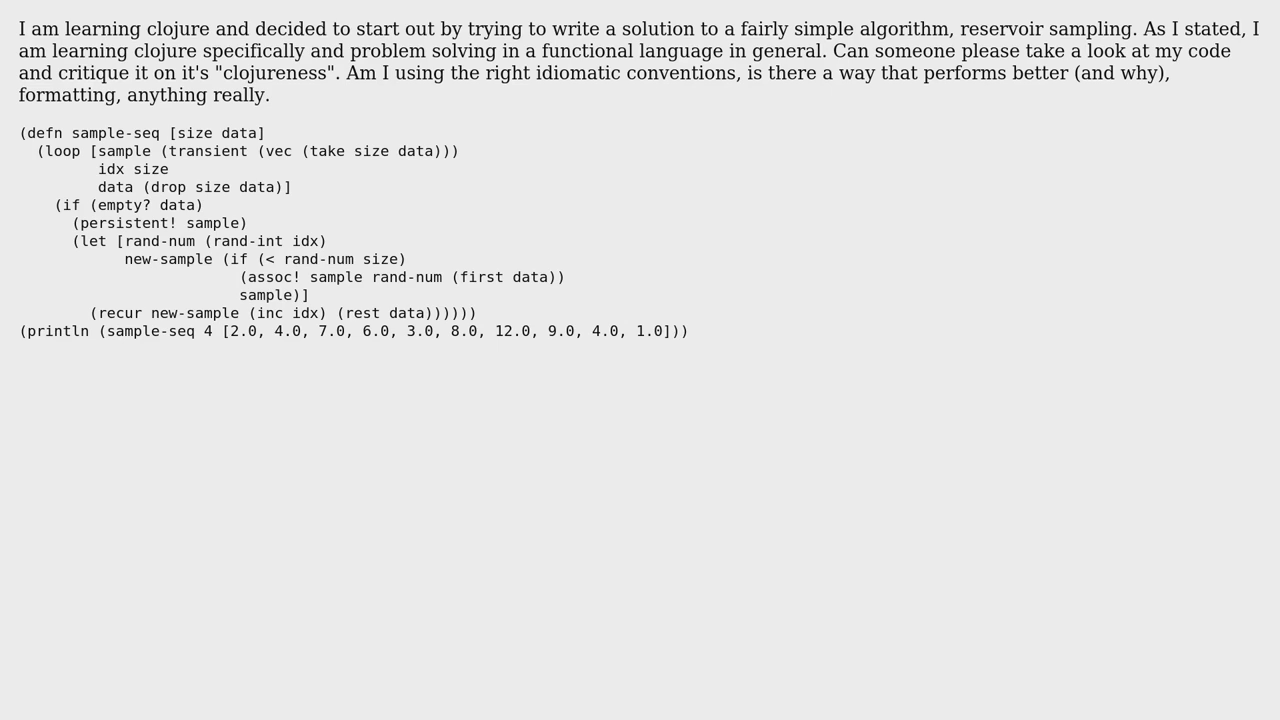 I am learning clojure and decided to start out by trying to write a solution to a fairly simple algorithm, reservoir sampling. As I stated, I
am learning clojure specifically and problem solving in a functional language in general. Can someone please take a look at my code
and critique it on it's "clojureness". Am I using the right idiomatic conventions, is there a way that performs better (and why),
formatting, anything really.
(defn sample-seq [size data]
  (loop [sample (transient (vec (take size data)))
         idx size
         data (drop size data)]
    (if (empty? data)
      (persistent! sample)
      (let [rand-num (rand-int idx)
            new-sample (if (< rand-num size)
                         (assoc! sample rand-num (first data))
                         sample)]
        (recur new-sample (inc idx) (rest data))))))
(println (sample-seq 4 [2.0, 4.0, 7.0, 6.0, 3.0, 8.0, 12.0, 9.0, 4.0, 1.0]))